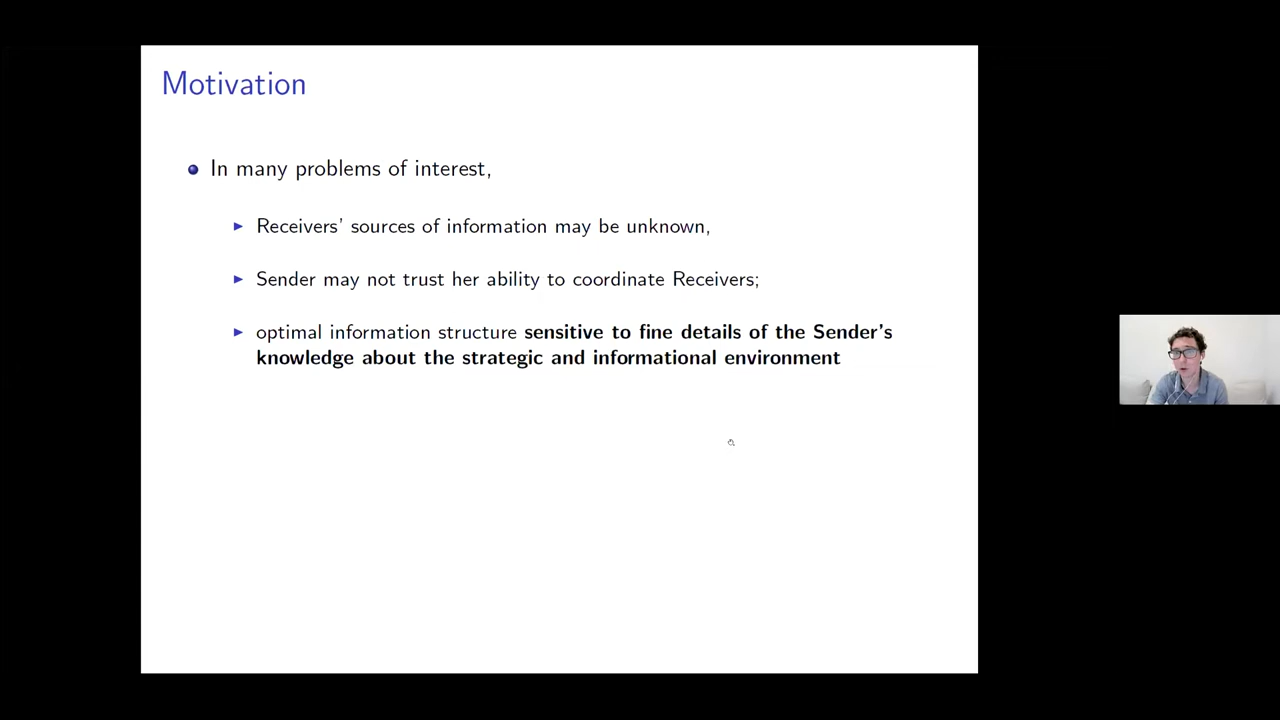 Motivation
In many problems of interest,
Receivers' sources of information may be unknown,
Sender may not trust her ability to coordinate Receivers;
optimal information structure sensitive to fine details of the Sender's
knowledge about the strategic and informational environment